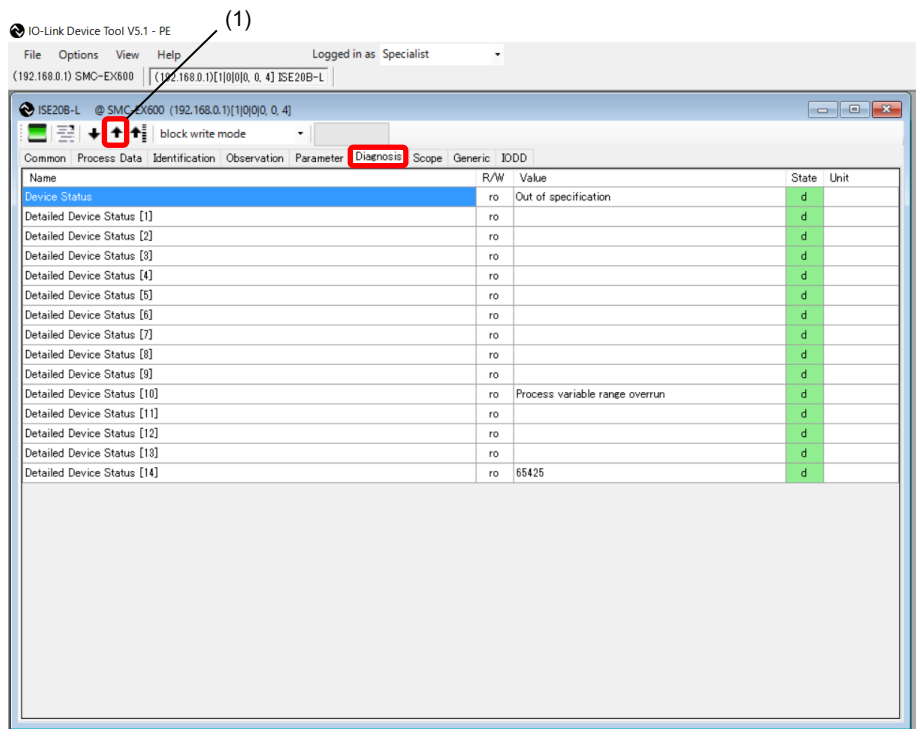 (1)
IO-Link Device Tool V5.1 - PE
File Options View Help Logged in as Specialist
(192.168.0.1) SMC-EX600 (192.168.0.1)[1|0|0|0, 0, 4] ISE20B-L
ISE20B-L @ SMC-EX600 (192.168.0.1)[1|0|0|0, 0, 4]
block write mode
Common Process Data Identification Observation Parameter Diagnosis Scope Generic IODD
Name R/W Value State Unit
Device Status ro Out of specification d
Detailed Device Status [1] ro d
Detailed Device Status [2] ro d
Detailed Device Status [3] ro d
Detailed Device Status [4] ro d
Detailed Device Status [5] ro d
Detailed Device Status [6] ro d
Detailed Device Status [7] ro d
Detailed Device Status [8] ro d
Detailed Device Status [9] ro d
Detailed Device Status [10] ro Process variable range overrun d
Detailed Device Status [11] ro d
Detailed Device Status [12] ro d
Detailed Device Status [13] ro d
Detailed Device Status [14] ro 65425 d